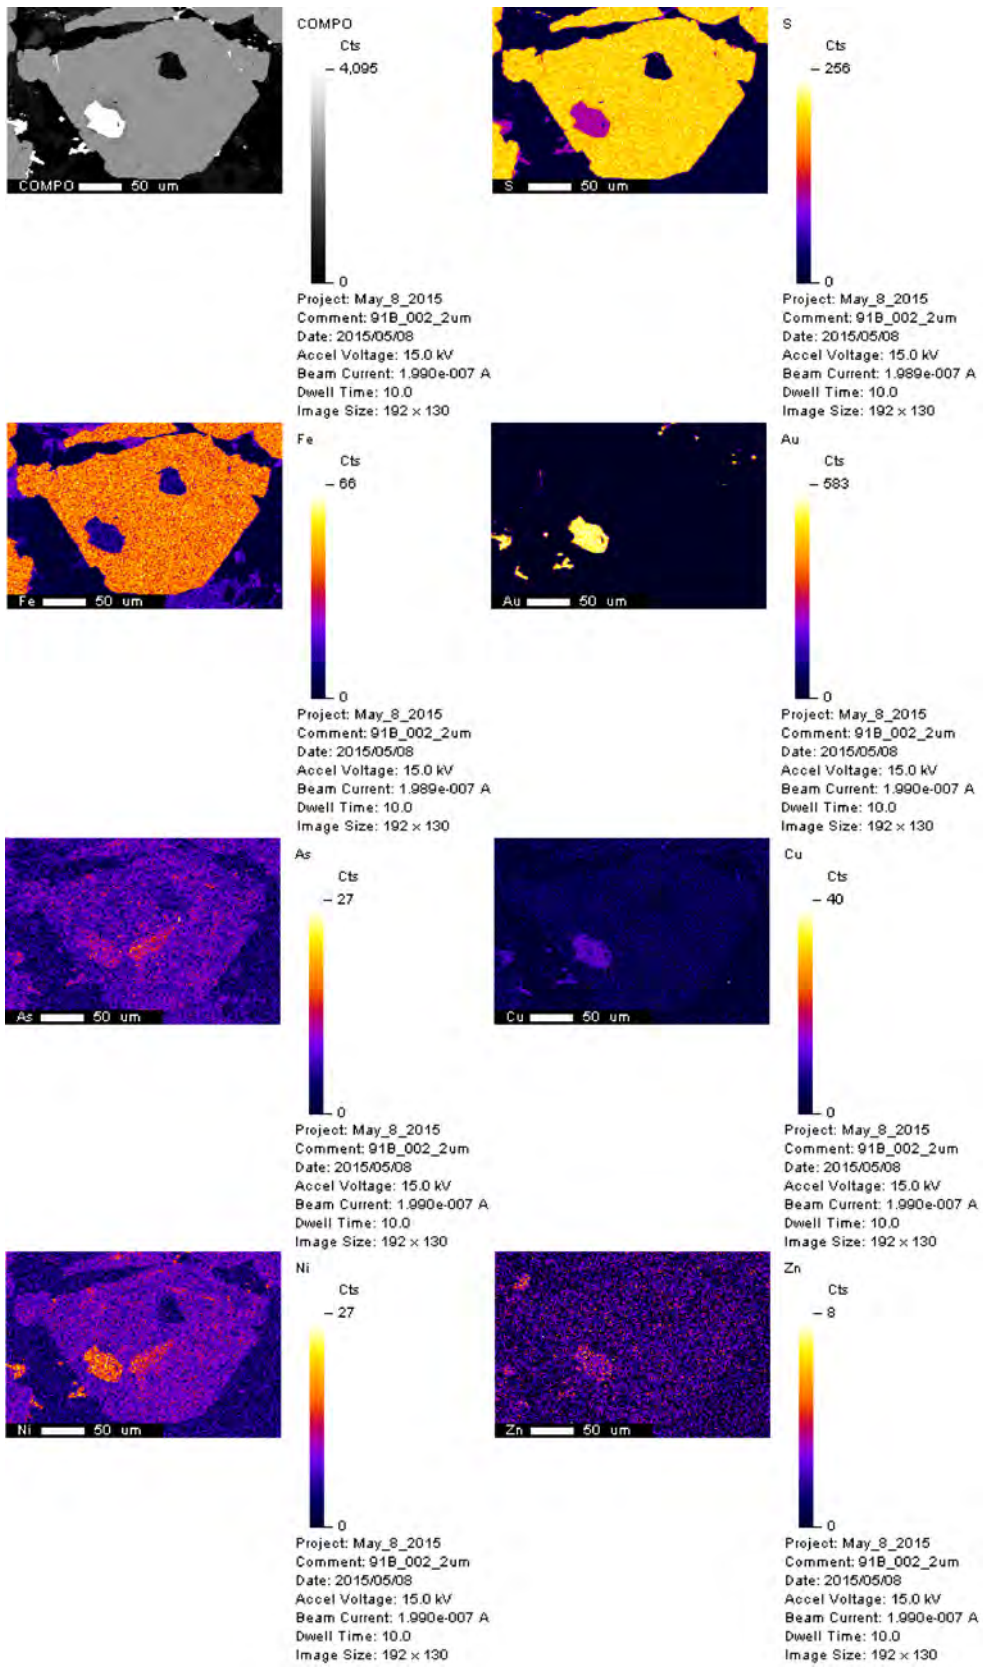 COMPO
Cts
4,095
0
COMPO 50 um
Project: May_8_2015
Comment: 91B_002_2um
Date: 2015/05/08
Accel Voltage: 15.0 kV
Beam Current: 1.990e-007 A
Dwell Time: 10.0
Image Size: 192 × 130
S
Cts
256
0
S 50 um
Project: May_8_2015
Comment: 91B_002_2um
Date: 2015/05/08
Accel Voltage: 15.0 kV
Beam Current: 1.989e-007 A
Dwell Time: 10.0
Image Size: 192 × 130
Fe
Cts
66
0
Fe 50 um
Project: May_8_2015
Comment: 91B_002_2um
Date: 2015/05/08
Accel Voltage: 15.0 kV
Beam Current: 1.989e-007 A
Dwell Time: 10.0
Image Size: 192 × 130
Au
Cts
583
0
Au 50 um
Project: May_8_2015
Comment: 91B_002_2um
Date: 2015/05/08
Accel Voltage: 15.0 kV
Beam Current: 1.990e-007 A
Dwell Time: 10.0
Image Size: 192 × 130
As
Cts
27
0
As 50 um
Project: May_8_2015
Comment: 91B_002_2um
Date: 2015/05/08
Accel Voltage: 15.0 kV
Beam Current: 1.990e-007 A
Dwell Time: 10.0
Image Size: 192 × 130
Cu
Cts
40
0
Cu 50 um
Project: May_8_2015
Comment: 91B_002_2um
Date: 2015/05/08
Accel Voltage: 15.0 kV
Beam Current: 1.990e-007 A
Dwell Time: 10.0
Image Size: 192 × 130
Ni
Cts
27
0
Ni 50 um
Project: May_8_2015
Comment: 91B_002_2um
Date: 2015/05/08
Accel Voltage: 15.0 kV
Beam Current: 1.990e-007 A
Dwell Time: 10.0
Image Size: 192 × 130
Zn
Cts
8
0
Zn 50 um
Project: May_8_2015
Comment: 91B_002_2um
Date: 2015/05/08
Accel Voltage: 15.0 kV
Beam Current: 1.990e-007 A
Dwell Time: 10.0
Image Size: 192 × 130